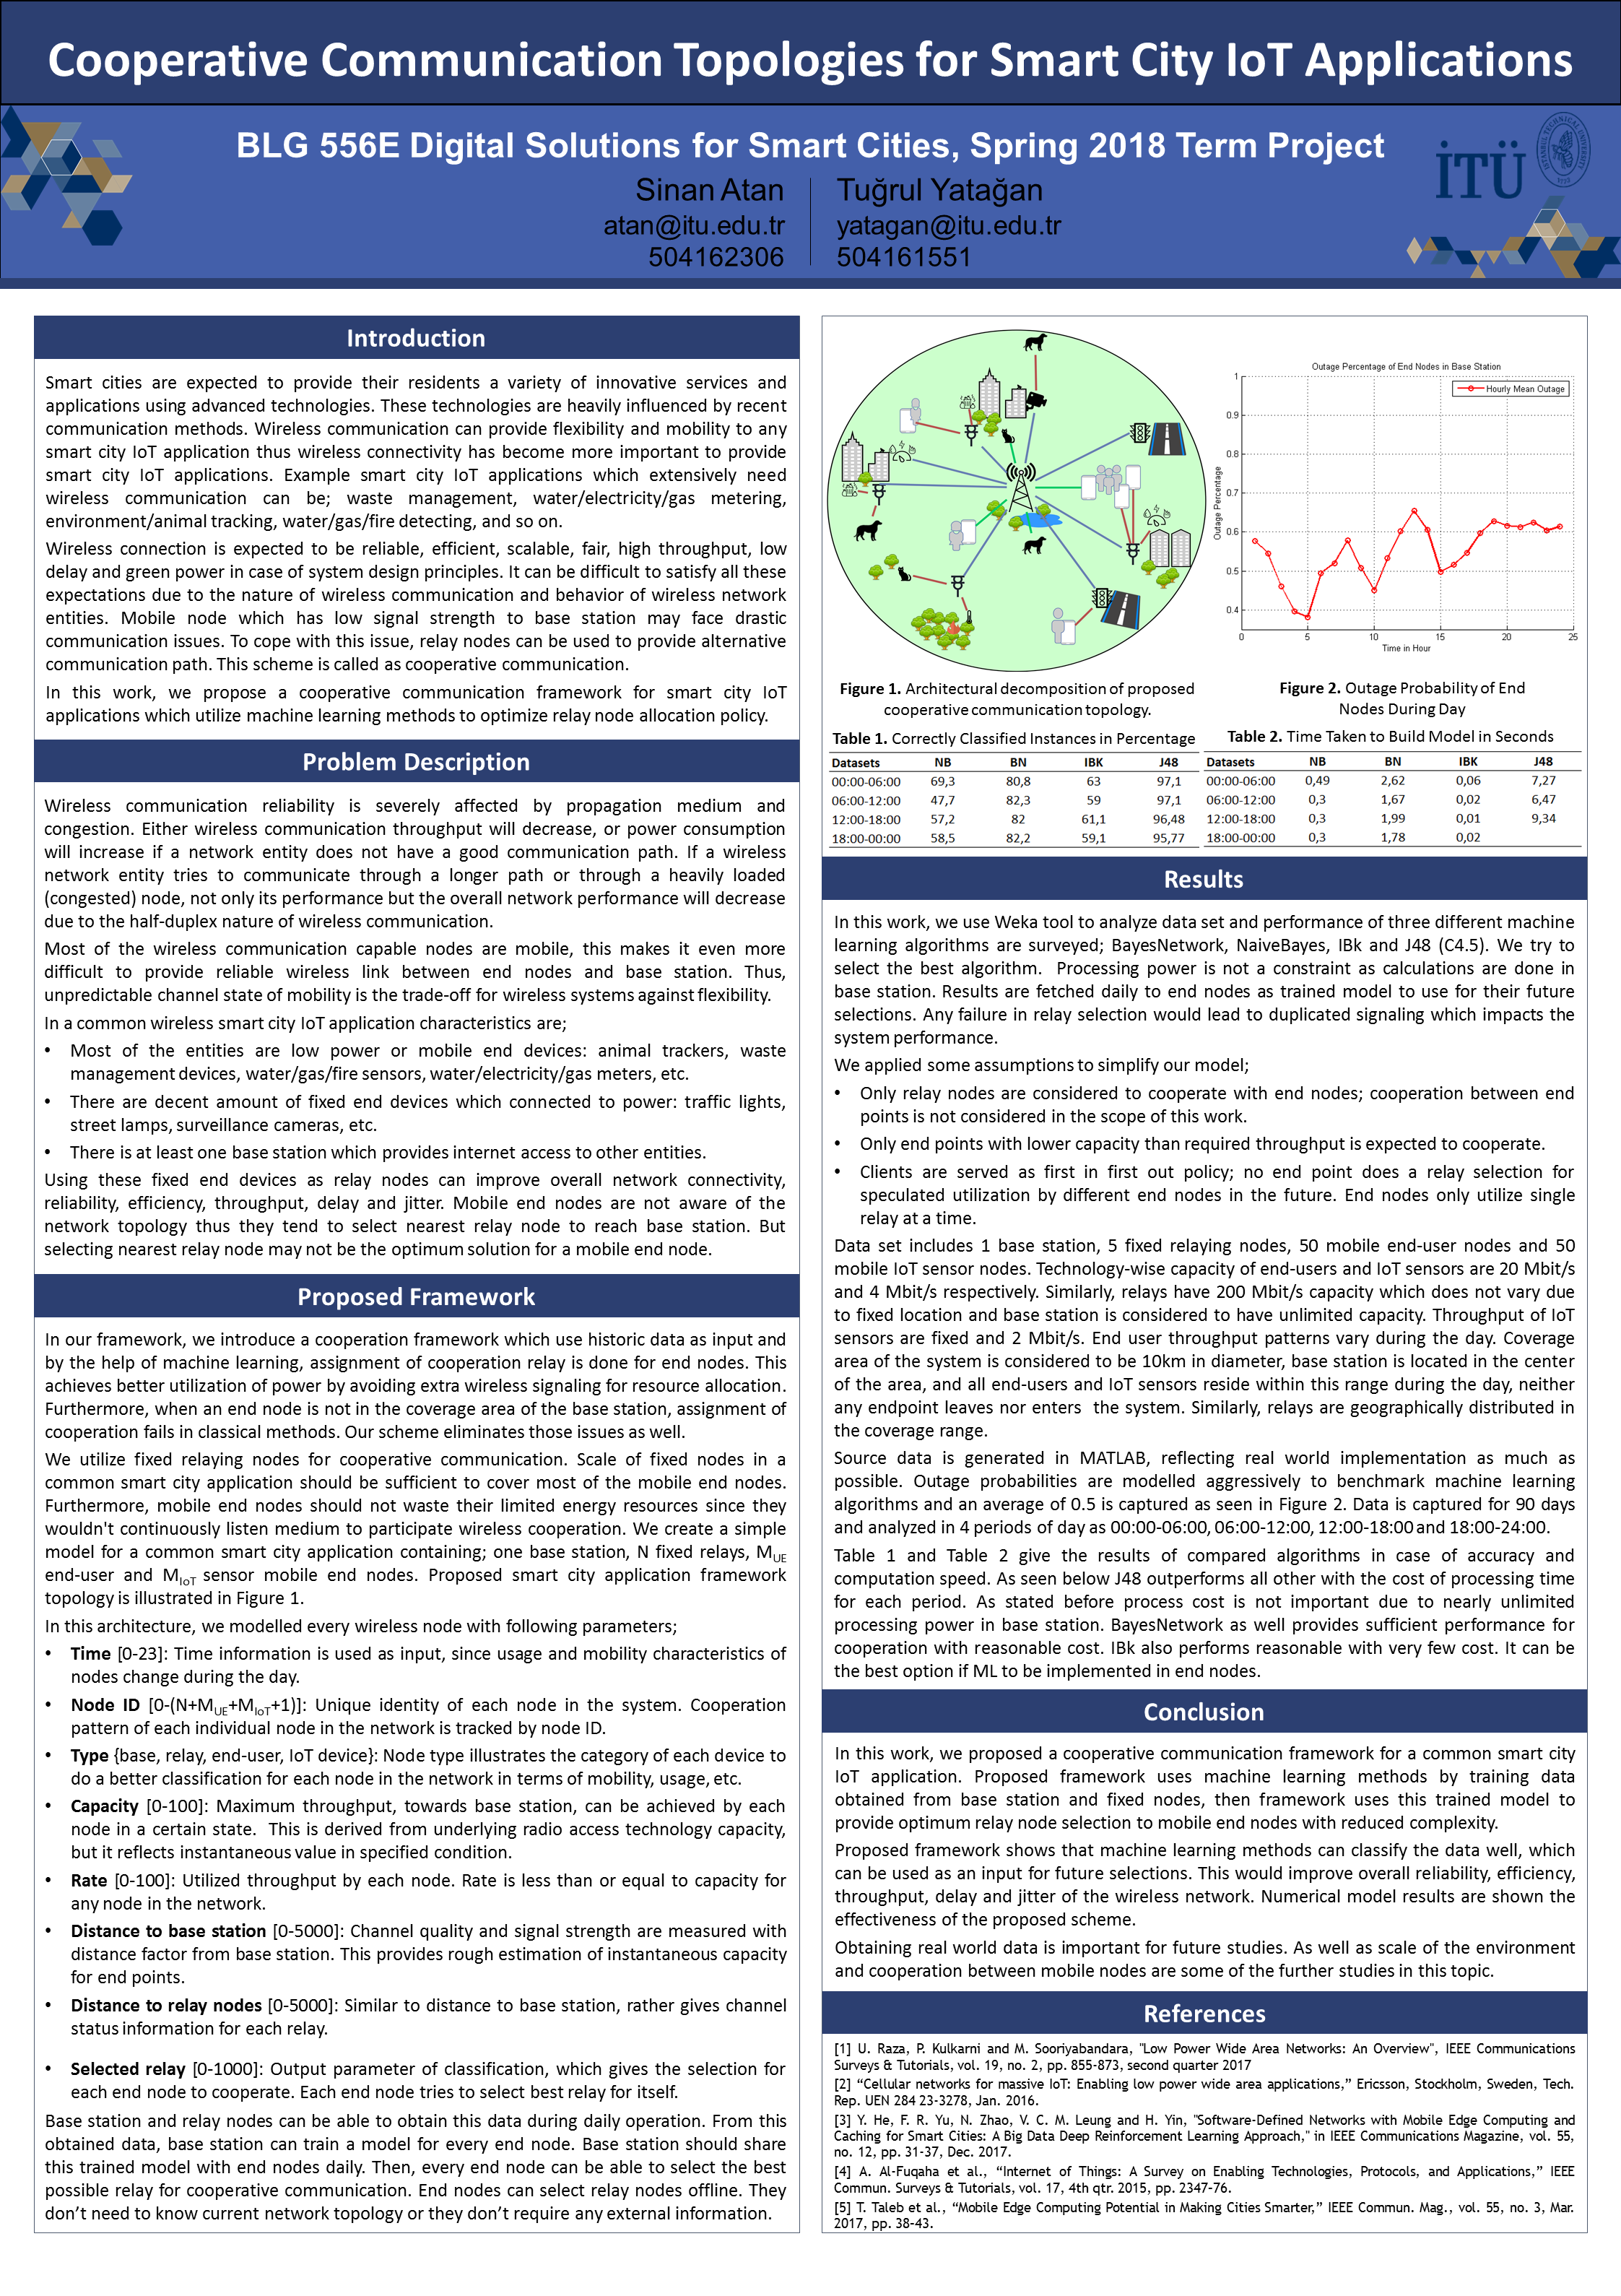 Cooperative Communication Topologies for Smart City IoT Applications
BLG 556E Digital Solutions for Smart Cities, Spring 2018 Term Project
Sinan Atan
atan@itu.edu.tr
504162306
Tuğrul Yatağan
yatagan@itu.edu.tr
504161551
İTÜ
Introduction
Smart cities are expected to provide their residents a variety of innovative services and
applications using advanced technologies. These technologies are heavily influenced by recent
communication methods. Wireless communication can provide flexibility and mobility to any
smart city IoT application thus wireless connectivity has become more important to provide
smart city IoT applications. Example smart city IoT applications which extensively need
wireless communication can be; waste management, water/electricity/gas metering,
environment/animal tracking, water/gas/fire detecting, and so on.
Wireless connection is expected to be reliable, efficient, scalable, fair, high throughput, low
delay and green power in case of system design principles. It can be difficult to satisfy all these
expectations due to the nature of wireless communication and behavior of wireless network
entities. Mobile node which has low signal strength to base station may face drastic
communication issues. To cope with this issue, relay nodes can be used to provide alternative
communication path. This scheme is called as cooperative communication.
In this work, we propose a cooperative communication framework for smart city IoT
applications which utilize machine learning methods to optimize relay node allocation policy.
Problem Description
Wireless communication reliability is severely affected by propagation medium and
congestion. Either wireless communication throughput will decrease, or power consumption
will increase if a network entity does not have a good communication path. If a wireless
network entity tries to communicate through a longer path or through a heavily loaded
(congested) node, not only its performance but the overall network performance will decrease
due to the half-duplex nature of wireless communication.
Most of the wireless communication capable nodes are mobile, this makes it even more
difficult to provide reliable wireless link between end nodes and base station. Thus,
unpredictable channel state of mobility is the trade-off for wireless systems against flexibility.
In a common wireless smart city IoT application characteristics are;
• Most of the entities are low power or mobile end devices: animal trackers, waste
management devices, water/gas/fire sensors, water/electricity/gas meters, etc.
• There are decent amount of fixed end devices which connected to power: traffic lights,
street lamps, surveillance cameras, etc.
• There is at least one base station which provides internet access to other entities.
Using these fixed end devices as relay nodes can improve overall network connectivity,
reliability, efficiency, throughput, delay and jitter. Mobile end nodes are not aware of the
network topology thus they tend to select nearest relay node to reach base station. But
selecting nearest relay node may not be the optimum solution for a mobile end node.
Proposed Framework
In our framework, we introduce a cooperation framework which use historic data as input and
by the help of machine learning, assignment of cooperation relay is done for end nodes. This
achieves better utilization of power by avoiding extra wireless signaling for resource allocation.
Furthermore, when an end node is not in the coverage area of the base station, assignment of
cooperation fails in classical methods. Our scheme eliminates those issues as well.
We utilize fixed relaying nodes for cooperative communication. Scale of fixed nodes in a
common smart city application should be sufficient to cover most of the mobile end nodes.
Furthermore, mobile end nodes should not waste their limited energy resources since they
wouldn't continuously listen medium to participate wireless cooperation. We create a simple
model for a common smart city application containing; one base station, N fixed relays, MUE
end-user and MIoT sensor mobile end nodes. Proposed smart city application framework
topology is illustrated in Figure 1.
In this architecture, we modelled every wireless node with following parameters;
• Time [0-23]: Time information is used as input, since usage and mobility characteristics of
nodes change during the day.
• Node ID [0-(N+MUE+MIoT+1)]: Unique identity of each node in the system. Cooperation
pattern of each individual node in the network is tracked by node ID.
• Type {base, relay, end-user, IoT device}: Node type illustrates the category of each device to
do a better classification for each node in the network in terms of mobility, usage, etc.
• Capacity [0-100]: Maximum throughput, towards base station, can be achieved by each
node in a certain state. This is derived from underlying radio access technology capacity,
but it reflects instantaneous value in specified condition.
• Rate [0-100]: Utilized throughput by each node. Rate is less than or equal to capacity for
any node in the network.
• Distance to base station [0-5000]: Channel quality and signal strength are measured with
distance factor from base station. This provides rough estimation of instantaneous capacity
for end points.
• Distance to relay nodes [0-5000]: Similar to distance to base station, rather gives channel
status information for each relay.
• Selected relay [0-1000]: Output parameter of classification, which gives the selection for
each end node to cooperate. Each end node tries to select best relay for itself.
Base station and relay nodes can be able to obtain this data during daily operation. From this
obtained data, base station can train a model for every end node. Base station should share
this trained model with end nodes daily. Then, every end node can be able to select the best
possible relay for cooperative communication. End nodes can select relay nodes offline. They
don’t need to know current network topology or they don’t require any external information.
Outage Percentage of End Nodes in Base Station
Hourly Mean Outage
Outage Percentage
1
0.9
0.8
0.7
0.6
0.5
0.4
0 5 10 15 20 25
Time in Hour
Figure 1. Architectural decomposition of proposed
cooperative communication topology.
Figure 2. Outage Probability of End
Nodes During Day
Table 1. Correctly Classified Instances in Percentage
Datasets NB BN IBK J48
00:00-06:00 69,3 80,8 63 97,1
06:00-12:00 47,7 82,3 59 97,1
12:00-18:00 57,2 82 61,1 96,48
18:00-00:00 58,5 82,2 59,1 95,77
Table 2. Time Taken to Build Model in Seconds
Datasets NB BN IBK J48
00:00-06:00 0,49 2,62 0,06 7,27
06:00-12:00 0,3 1,67 0,02 6,47
12:00-18:00 0,3 1,99 0,01 9,34
18:00-00:00 0,3 1,78 0,02
Results
In this work, we use Weka tool to analyze data set and performance of three different machine
learning algorithms are surveyed; BayesNetwork, NaiveBayes, IBk and J48 (C4.5). We try to
select the best algorithm. Processing power is not a constraint as calculations are done in
base station. Results are fetched daily to end nodes as trained model to use for their future
selections. Any failure in relay selection would lead to duplicated signaling which impacts the
system performance.
We applied some assumptions to simplify our model;
• Only relay nodes are considered to cooperate with end nodes; cooperation between end
points is not considered in the scope of this work.
• Only end points with lower capacity than required throughput is expected to cooperate.
• Clients are served as first in first out policy; no end point does a relay selection for
speculated utilization by different end nodes in the future. End nodes only utilize single
relay at a time.
Data set includes 1 base station, 5 fixed relaying nodes, 50 mobile end-user nodes and 50
mobile IoT sensor nodes. Technology-wise capacity of end-users and IoT sensors are 20 Mbit/s
and 4 Mbit/s respectively. Similarly, relays have 200 Mbit/s capacity which does not vary due
to fixed location and base station is considered to have unlimited capacity. Throughput of IoT
sensors are fixed and 2 Mbit/s. End user throughput patterns vary during the day. Coverage
area of the system is considered to be 10km in diameter, base station is located in the center
of the area, and all end-users and IoT sensors reside within this range during the day, neither
any endpoint leaves nor enters the system. Similarly, relays are geographically distributed in
the coverage range.
Source data is generated in MATLAB, reflecting real world implementation as much as
possible. Outage probabilities are modelled aggressively to benchmark machine learning
algorithms and an average of 0.5 is captured as seen in Figure 2. Data is captured for 90 days
and analyzed in 4 periods of day as 00:00-06:00, 06:00-12:00, 12:00-18:00 and 18:00-24:00.
Table 1 and Table 2 give the results of compared algorithms in case of accuracy and
computation speed. As seen below J48 outperforms all other with the cost of processing time
for each period. As stated before process cost is not important due to nearly unlimited
processing power in base station. BayesNetwork as well provides sufficient performance for
cooperation with reasonable cost. IBk also performs reasonable with very few cost. It can be
the best option if ML to be implemented in end nodes.
Conclusion
In this work, we proposed a cooperative communication framework for a common smart city
IoT application. Proposed framework uses machine learning methods by training data
obtained from base station and fixed nodes, then framework uses this trained model to
provide optimum relay node selection to mobile end nodes with reduced complexity.
Proposed framework shows that machine learning methods can classify the data well, which
can be used as an input for future selections. This would improve overall reliability, efficiency,
throughput, delay and jitter of the wireless network. Numerical model results are shown the
effectiveness of the proposed scheme.
Obtaining real world data is important for future studies. As well as scale of the environment
and cooperation between mobile nodes are some of the further studies in this topic.
References
[1] U. Raza, P. Kulkarni and M. Sooriyabandara, "Low Power Wide Area Networks: An Overview", IEEE Communications
Surveys & Tutorials, vol. 19, no. 2, pp. 855-873, second quarter 2017
[2] “Cellular networks for massive IoT: Enabling low power wide area applications,” Ericsson, Stockholm, Sweden, Tech.
Rep. UEN 284 23-3278, Jan. 2016.
[3] Y. He, F. R. Yu, N. Zhao, V. C. M. Leung and H. Yin, "Software-Defined Networks with Mobile Edge Computing and
Caching for Smart Cities: A Big Data Deep Reinforcement Learning Approach," in IEEE Communications Magazine, vol. 55,
no. 12, pp. 31-37, Dec. 2017.
[4] A. Al-Fuqaha et al., “Internet of Things: A Survey on Enabling Technologies, Protocols, and Applications,” IEEE
Commun. Surveys & Tutorials, vol. 17, 4th qtr. 2015, pp. 2347-76.
[5] T. Taleb et al., “Mobile Edge Computing Potential in Making Cities Smarter,” IEEE Commun. Mag., vol. 55, no. 3, Mar.
2017, pp. 38-43.